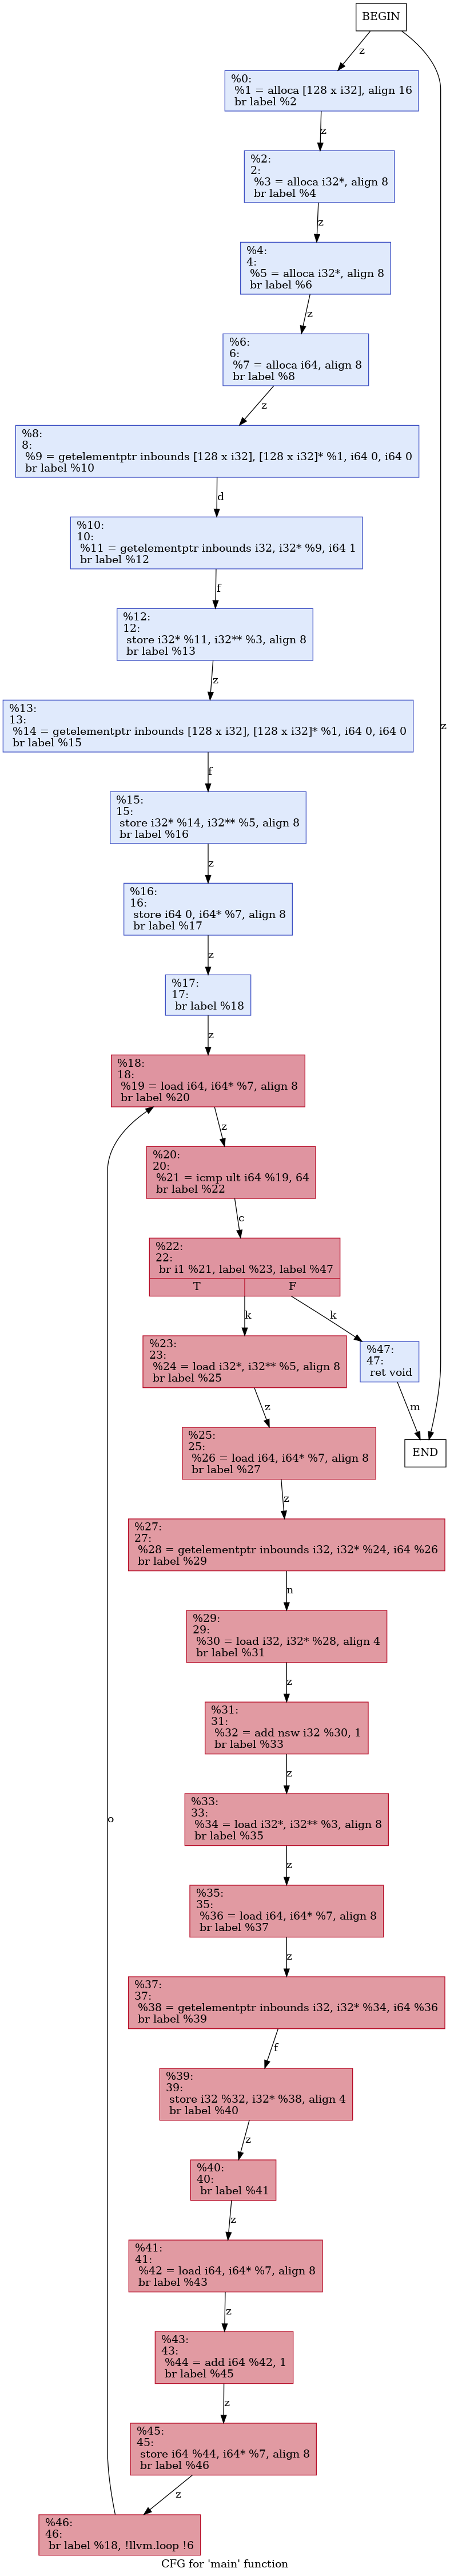 BEGIN
z
z
%0:
%1 = alloca [128 x i32], align 16
br label %2
z
%2:
2:
%3 = alloca i32*, align 8
br label %4
z
%4:
4:
%5 = alloca i32*, align 8
br label %6
z
%6:
6:
%7 = alloca i64, align 8
br label %8
z
%8:
8:
%9 = getelementptr inbounds [128 x i32], [128 x i32]* %1, i64 0, i64 0
br label %10
d
%10:
10:
%11 = getelementptr inbounds i32, i32* %9, i64 1
br label %12
f
%12:
12:
store i32* %11, i32** %3, align 8
br label %13
z
%13:
13:
%14 = getelementptr inbounds [128 x i32], [128 x i32]* %1, i64 0, i64 0
br label %15
f
%15:
15:
store i32* %14, i32** %5, align 8
br label %16
z
%16:
16:
store i64 0, i64* %7, align 8
br label %17
z
%17:
17:
br label %18
z
%18:
18:
%19 = load i64, i64* %7, align 8
br label %20
z
%20:
20:
%21 = icmp ult i64 %19, 64
br label %22
c
%22:
22:
br i1 %21, label %23, label %47
T F
k k
%23:
23:
%24 = load i32*, i32** %5, align 8
br label %25
%47:
47:
ret void
m
END
z
%25:
25:
%26 = load i64, i64* %7, align 8
br label %27
z
%27:
27:
%28 = getelementptr inbounds i32, i32* %24, i64 %26
br label %29
n
%29:
29:
%30 = load i32, i32* %28, align 4
br label %31
z
%31:
31:
%32 = add nsw i32 %30, 1
br label %33
z
%33:
33:
%34 = load i32*, i32** %3, align 8
br label %35
o
z
%35:
35:
%36 = load i64, i64* %7, align 8
br label %37
z
%37:
37:
%38 = getelementptr inbounds i32, i32* %34, i64 %36
br label %39
f
%39:
39:
store i32 %32, i32* %38, align 4
br label %40
z
%40:
40:
br label %41
z
%41:
41:
%42 = load i64, i64* %7, align 8
br label %43
z
%43:
43:
%44 = add i64 %42, 1
br label %45
z
%45:
45:
store i64 %44, i64* %7, align 8
br label %46
z
%46:
46:
br label %18, !llvm.loop !6
CFG for 'main' function